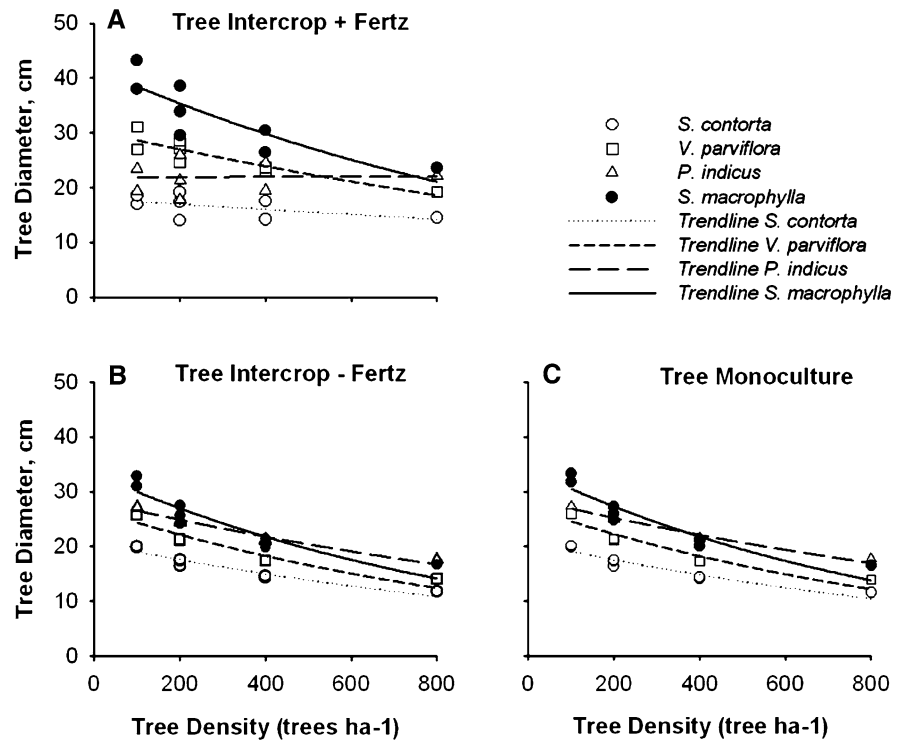 A Tree Intercrop + Fertz
50
40
30
20
10
0
Tree Diameter, cm
S. contorta
V. parviflora
P. indicus
S. macrophylla
Trendline S. contorta
Trendline V. parviflora
Trendline P. indicus
Trendline S. macrophylla
B Tree Intercrop - Fertz
50
40
30
20
10
0
Tree Diameter, cm
0 200 400 600 800
Tree Density (trees ha-1)
C Tree Monoculture
0 200 400 600 800
Tree Density (tree ha-1)